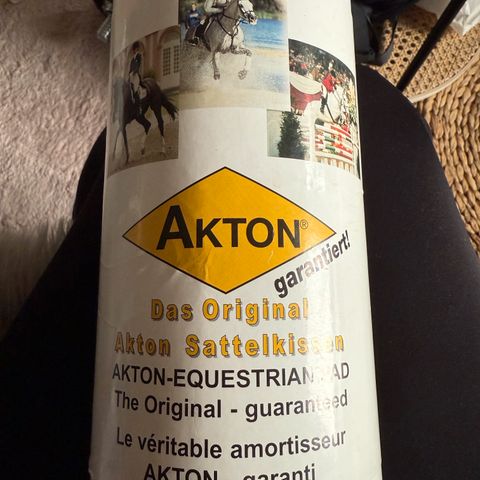 AKTON®
garantiert!
Das Original
Akton Sattelkissen
AKTON-EQUESTRIAN PAD
The Original - guaranteed
Le véritable amortisseur
AKTON - garanti